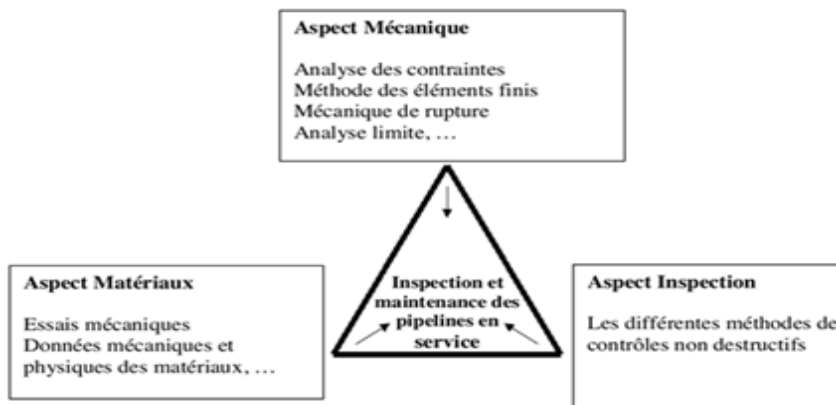 Aspect Mécanique
Analyse des contraintes
Méthode des éléments finis
Mécanique de rupture
Analyse limite, …
Aspect Matériaux
Essais mécaniques
Données mécaniques et
physiques des matériaux, …
Inspection et
maintenance des
pipelines en
service
Aspect Inspection
Les différentes méthodes de
contrôles non destructifs